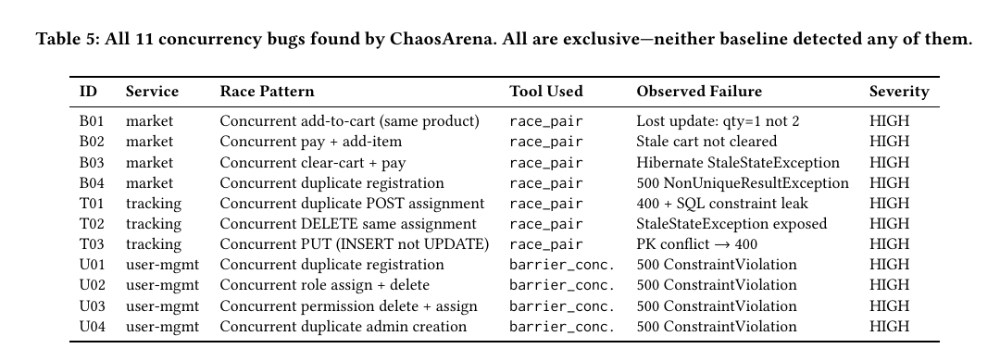 Table 5: All 11 concurrency bugs found by ChaosArena. All are exclusive—neither baseline detected any of them.
ID Service Race Pattern Tool Used Observed Failure Severity
B01 market Concurrent add-to-cart (same product) race_pair Lost update: qty=1 not 2 HIGH
B02 market Concurrent pay + add-item race_pair Stale cart not cleared HIGH
B03 market Concurrent clear-cart + pay race_pair Hibernate StaleStateException HIGH
B04 market Concurrent duplicate registration race_pair 500 NonUniqueResultException HIGH
T01 tracking Concurrent duplicate POST assignment race_pair 400 + SQL constraint leak HIGH
T02 tracking Concurrent DELETE same assignment race_pair StaleStateException exposed HIGH
T03 tracking Concurrent PUT (INSERT not UPDATE) race_pair PK conflict → 400 HIGH
U01 user-mgmt Concurrent duplicate registration barrier_conc. 500 ConstraintViolation HIGH
U02 user-mgmt Concurrent role assign + delete barrier_conc. 500 ConstraintViolation HIGH
U03 user-mgmt Concurrent permission delete + assign barrier_conc. 500 ConstraintViolation HIGH
U04 user-mgmt Concurrent duplicate admin creation barrier_conc. 500 ConstraintViolation HIGH